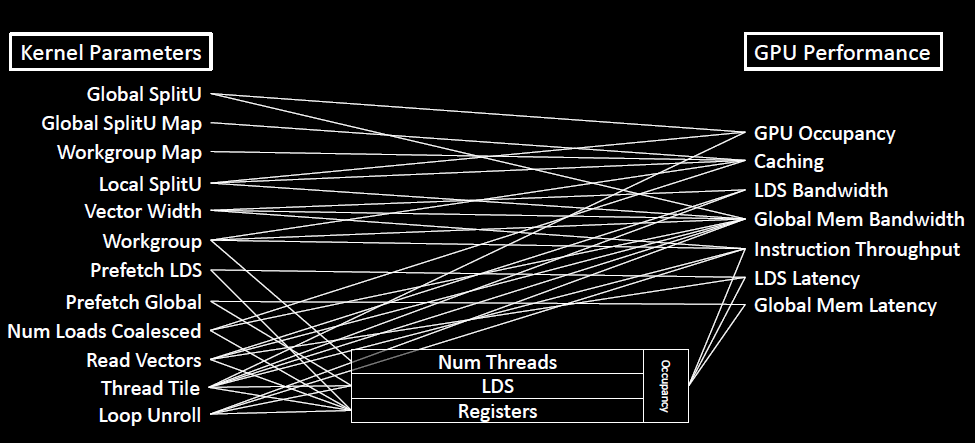 Kernel Parameters
Global SplitU
Global SplitU Map
Workgroup Map
Local SplitU
Vector Width
Workgroup
Prefetch LDS
Prefetch Global
Num Loads Coalesced
Read Vectors
Thread Tile
Loop Unroll
Num Threads
LDS
Registers
Occupancy
GPU Performance
GPU Occupancy
Caching
LDS Bandwidth
Global Mem Bandwidth
Instruction Throughput
LDS Latency
Global Mem Latency